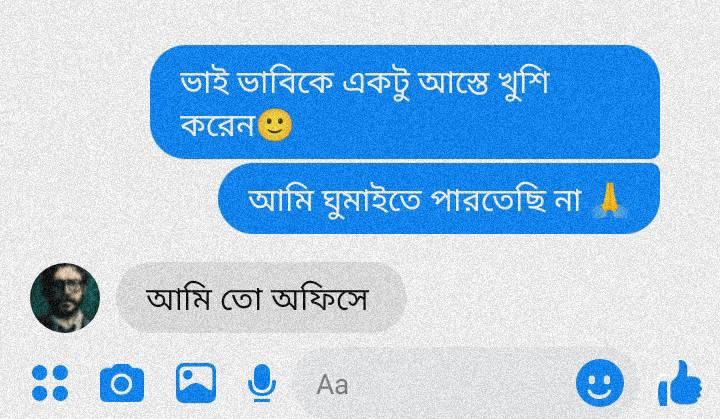 ভাই ভাবিকে একটু আস্তে খুশি
করেন🙂
আমি ঘুমাইতে পারতেছি না 🙏
আমি তো অফিসে
Aa